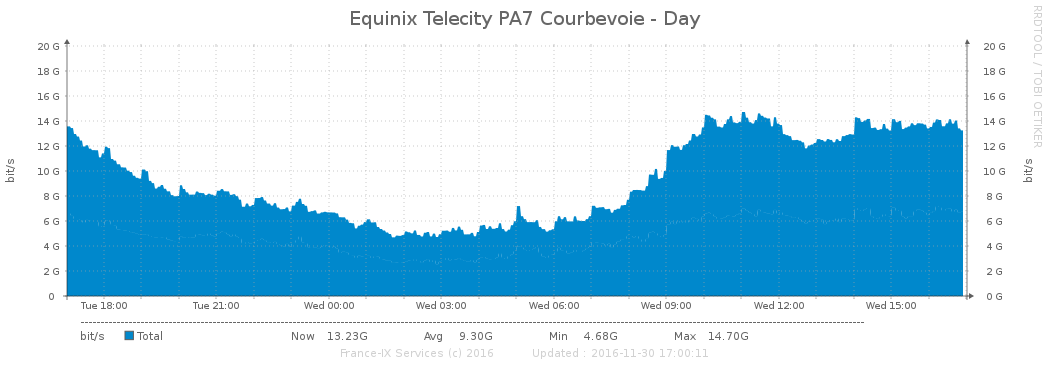 Equinix Telecity PA7 Courbevoie - Day
RRDTOOL / TOBI OETIKER
20 G 20 G
18 G 18 G
16 G 16 G
14 G 14 G
12 G 12 G
10 G 10 G
8 G 8 G
6 G 6 G
4 G 4 G
2 G 2 G
0 0 G
bit/s
bit/s
Tue 18:00 Tue 21:00 Wed 00:00 Wed 03:00 Wed 06:00 Wed 09:00 Wed 12:00 Wed 15:00
bit/s Total Now 13.23G Avg 9.30G Min 4.68G Max 14.70G
France-IX Services (c) 2016 Updated : 2016-11-30 17:00:11